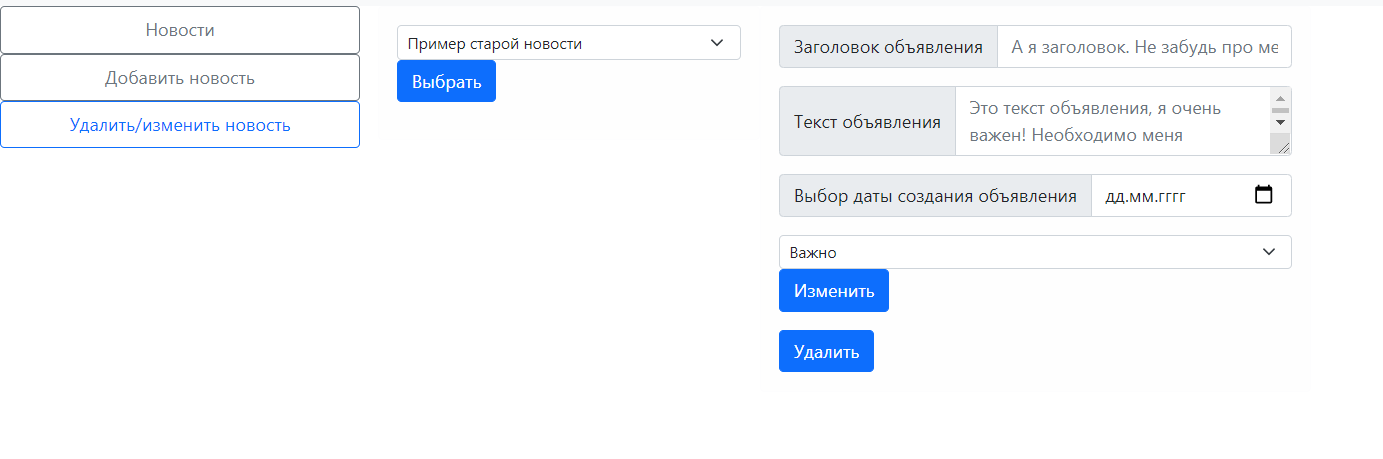 Новости
Добавить новость
Удалить/изменить новость
Пример старой новости
Выбрать
Заголовок объявления
А я заголовок. Не забудь про ме
Текст объявления
Это текст объявления, я очень
важен! Необходимо меня
Выбор даты создания объявления
дд.мм.гггг
Важно
Изменить
Удалить